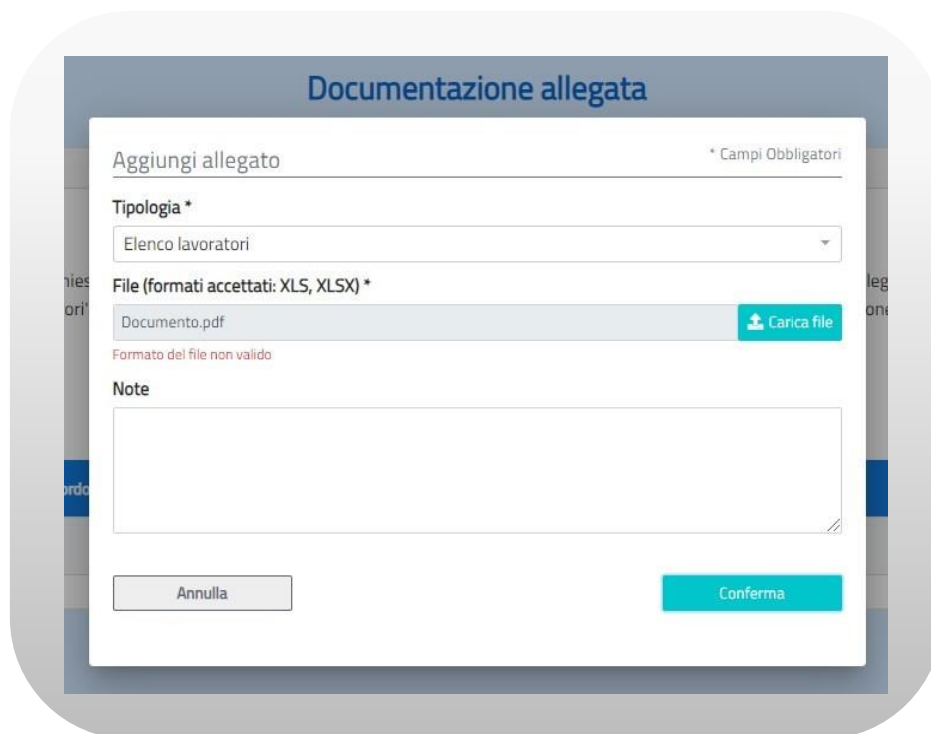 Documentazione allegata
Aggiungi allegato
* Campi Obbligatori
Tipologia *
Elenco lavoratori
File (formati accettati: XLS, XLSX) *
Documento.pdf
Carica file
Formato del file non valido
Note
Annulla
Conferma